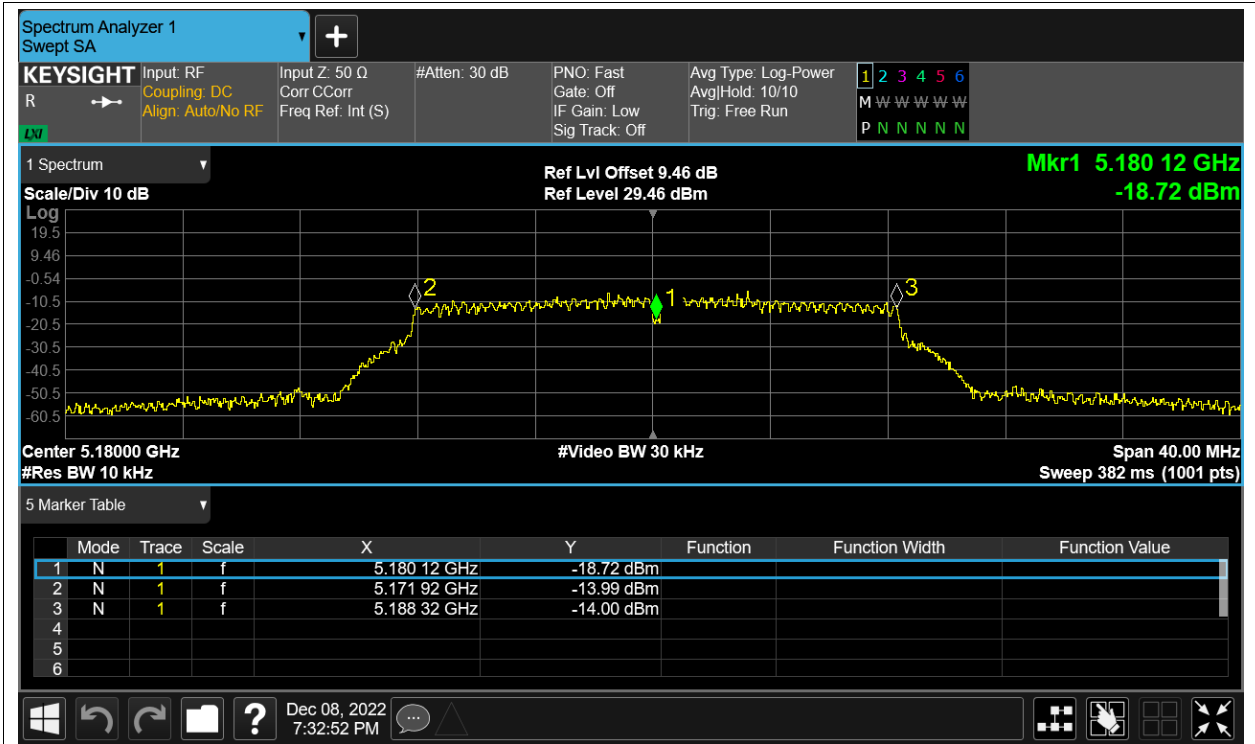 Spectrum Analyzer 1
Swept SA
KEYSIGHT
R
LXI
Input: RF
Coupling: DC
Align: Auto/No RF
Input Z: 50 Ω
Corr CCorr
Freq Ref: Int (S)
#Atten: 30 dB
PNO: Fast
Gate: Off
IF Gain: Low
Sig Track: Off
Avg Type: Log-Power
Avg|Hold: 10/10
Trig: Free Run
1 2 3 4 5 6
M W W W W W W
P N N N N N N
1 Spectrum
Scale/Div 10 dB
Ref Lvl Offset 9.46 dB
Ref Level 29.46 dBm
Mkr1 5.180 12 GHz
-18.72 dBm
Log
19.5
9.46
-0.54
-10.5
-20.5
-30.5
-40.5
-50.5
-60.5
2
1
3
Center 5.18000 GHz
#Video BW 30 kHz
Span 40.00 MHz
#Res BW 10 kHz
Sweep 382 ms (1001 pts)
5 Marker Table
Mode Trace Scale X Y Function Function Width Function Value
1 N 1 f 5.180 12 GHz -18.72 dBm
2 N 1 f 5.171 92 GHz -13.99 dBm
3 N 1 f 5.188 32 GHz -14.00 dBm
4
5
6
?
Dec 08, 2022
7:32:52 PM